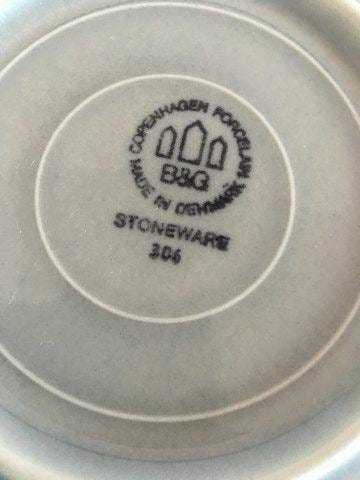 COPENHAGEN PORCELAIN
B&G
MADE IN DENMARK
STONEWARE
304